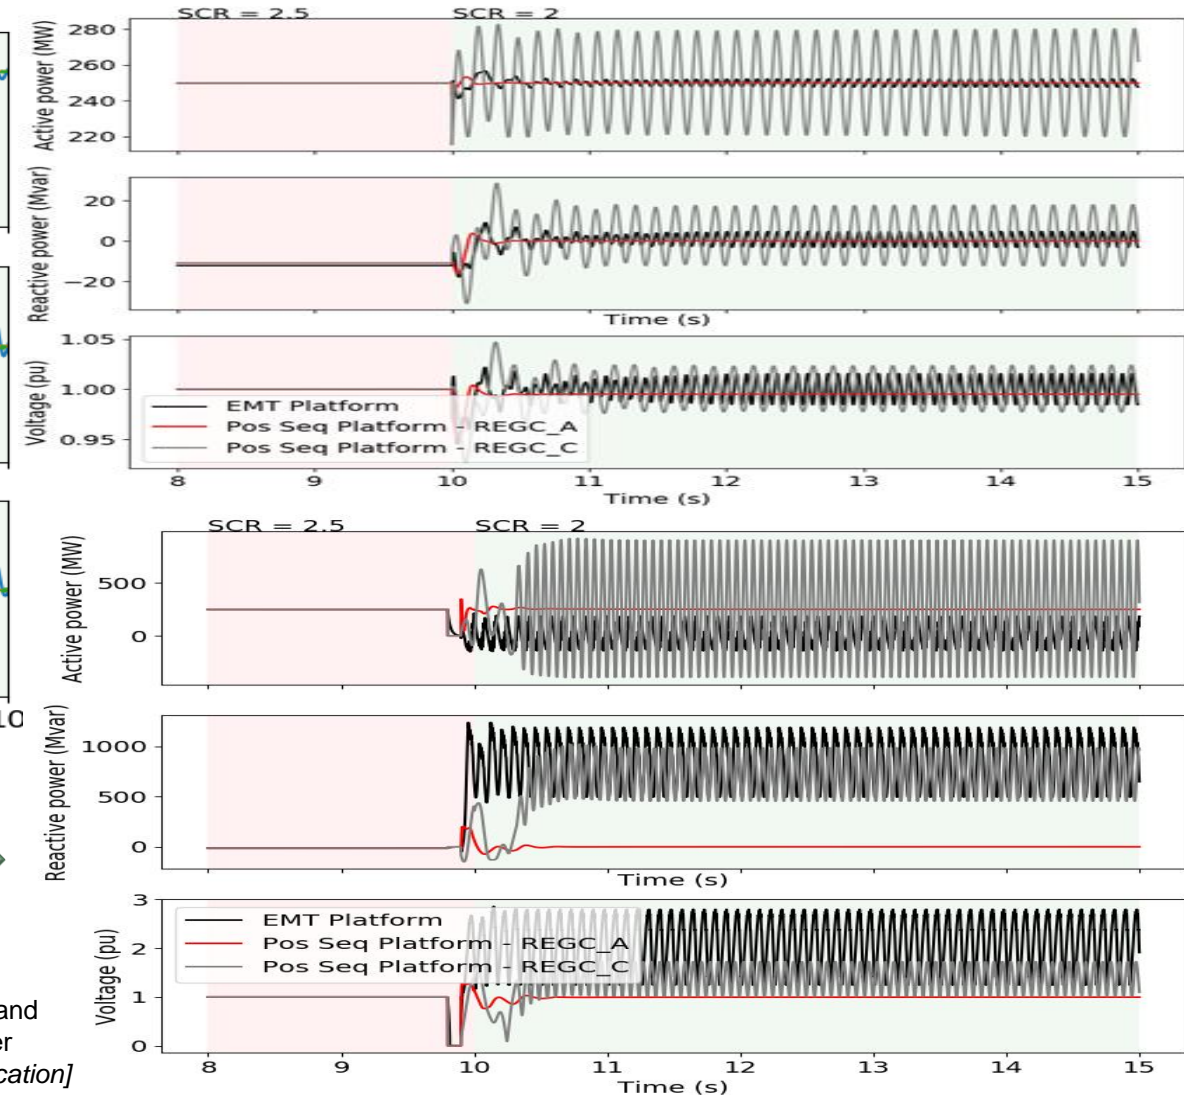 SCR = 2.5 SCR = 2
280
260
240
220
Active power (MW)
20
0
−20
Reactive power (Mvar)
Time (s)
1.05
1.00
0.95
Voltage (pu)
EMT Platform
Pos Seq Platform - REGC_A
Pos Seq Platform - REGC_C
8 9 10 11 12 13 14 15
Time (s)
SCR = 2.5 SCR = 2
500
0
Active power (MW)
1000
500
0
Reactive power (Mvar)
Time (s)
3
2
1
0
Voltage (pu)
EMT Platform
Pos Seq Platform - REGC_A
Pos Seq Platform - REGC_C
8 9 10 11 12 13 14 15
Time (s)
10
and
er
cation]